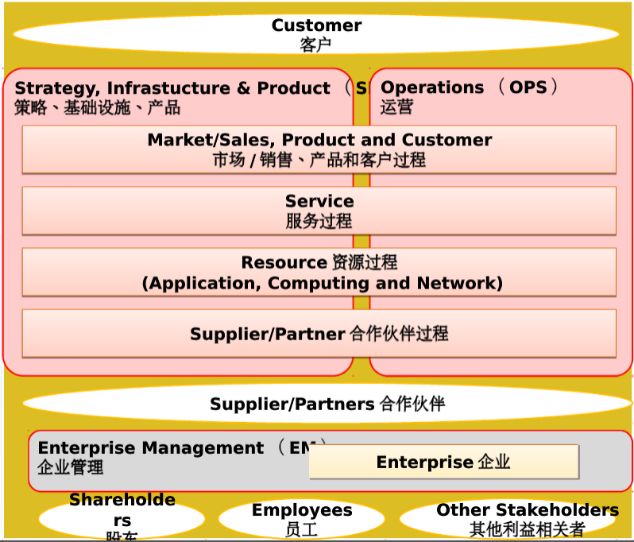 Customer
客户
Strategy, Infrastucture & Product （S
策略、基础设施、产品
Operations （OPS）
运营
Market/Sales, Product and Customer
市场 / 销售、产品和客户过程
Service
服务过程
Resource 资源过程
(Application, Computing and Network)
Supplier/Partner 合作伙伴过程
Supplier/Partners 合作伙伴
Enterprise Management （EM）
企业管理
Enterprise 企业
Shareholde
rs
股东
Employees
员工
Other Stakeholders
其他利益相关者